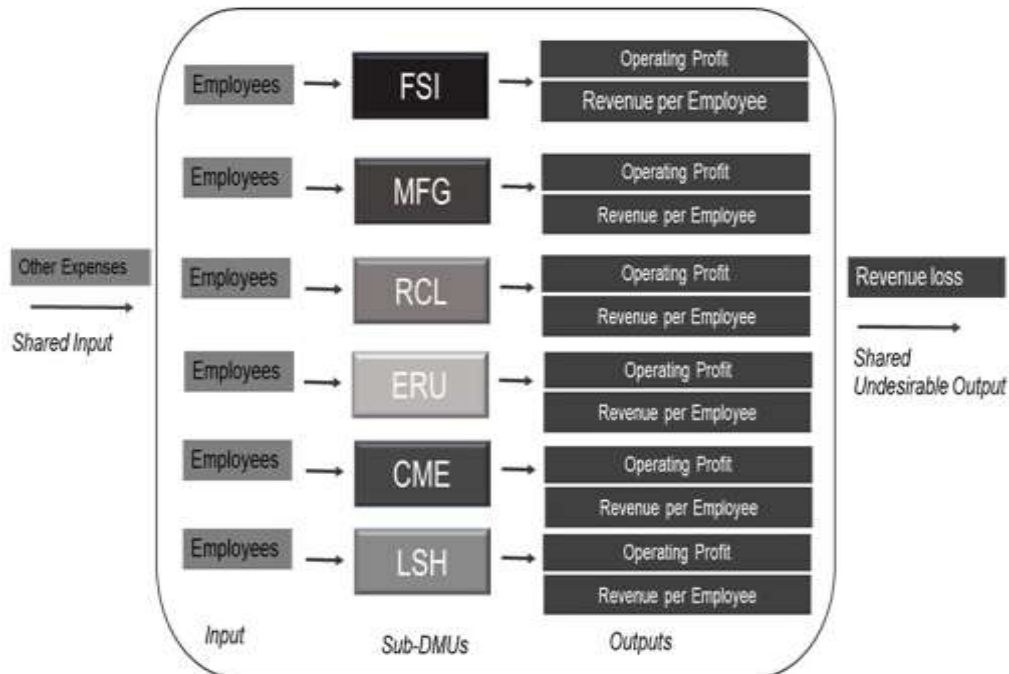 Employees
FSI
Operating Profit
Revenue per Employee
Employees
MFG
Operating Profit
Revenue per Employee
Other Expenses
Shared Input
Employees
RCL
Operating Profit
Revenue per Employee
Revenue loss
Shared
Undesirable Output
Employees
ERU
Operating Profit
Revenue per Employee
Employees
CME
Operating Profit
Revenue per Employee
Employees
LSH
Operating Profit
Revenue per Employee
Input
Sub-DMUs
Outputs